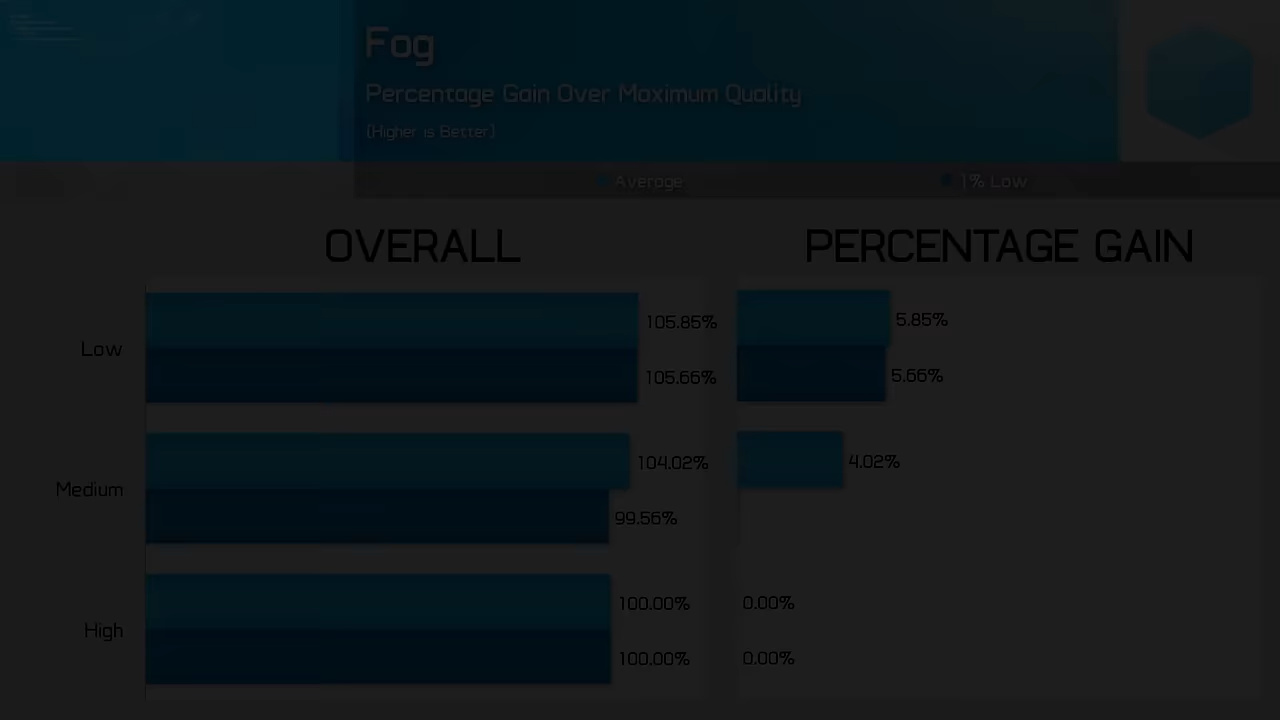 Fog
Percentage Gain Over Maximum Quality
(Higher is Better)
Average
1% Low
OVERALL
PERCENTAGE GAIN
Low
105.85%
105.66%
5.85%
5.66%
Medium
104.02%
99.56%
4.02%
High
100.00%
100.00%
0.00%
0.00%